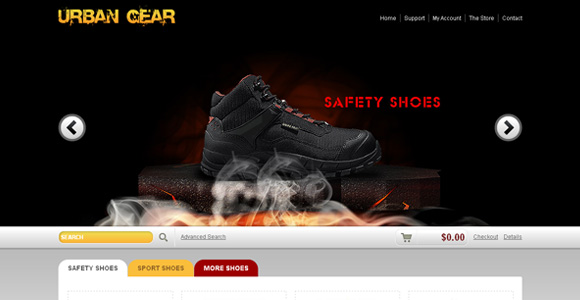 URBAN GEAR
Home | Support | My Account | The Store | Contact
SAFETY SHOES
SEARCH
Advanced Search
$0.00
Checkout
Details
SAFETY SHOES
SPORT SHOES
MORE SHOES